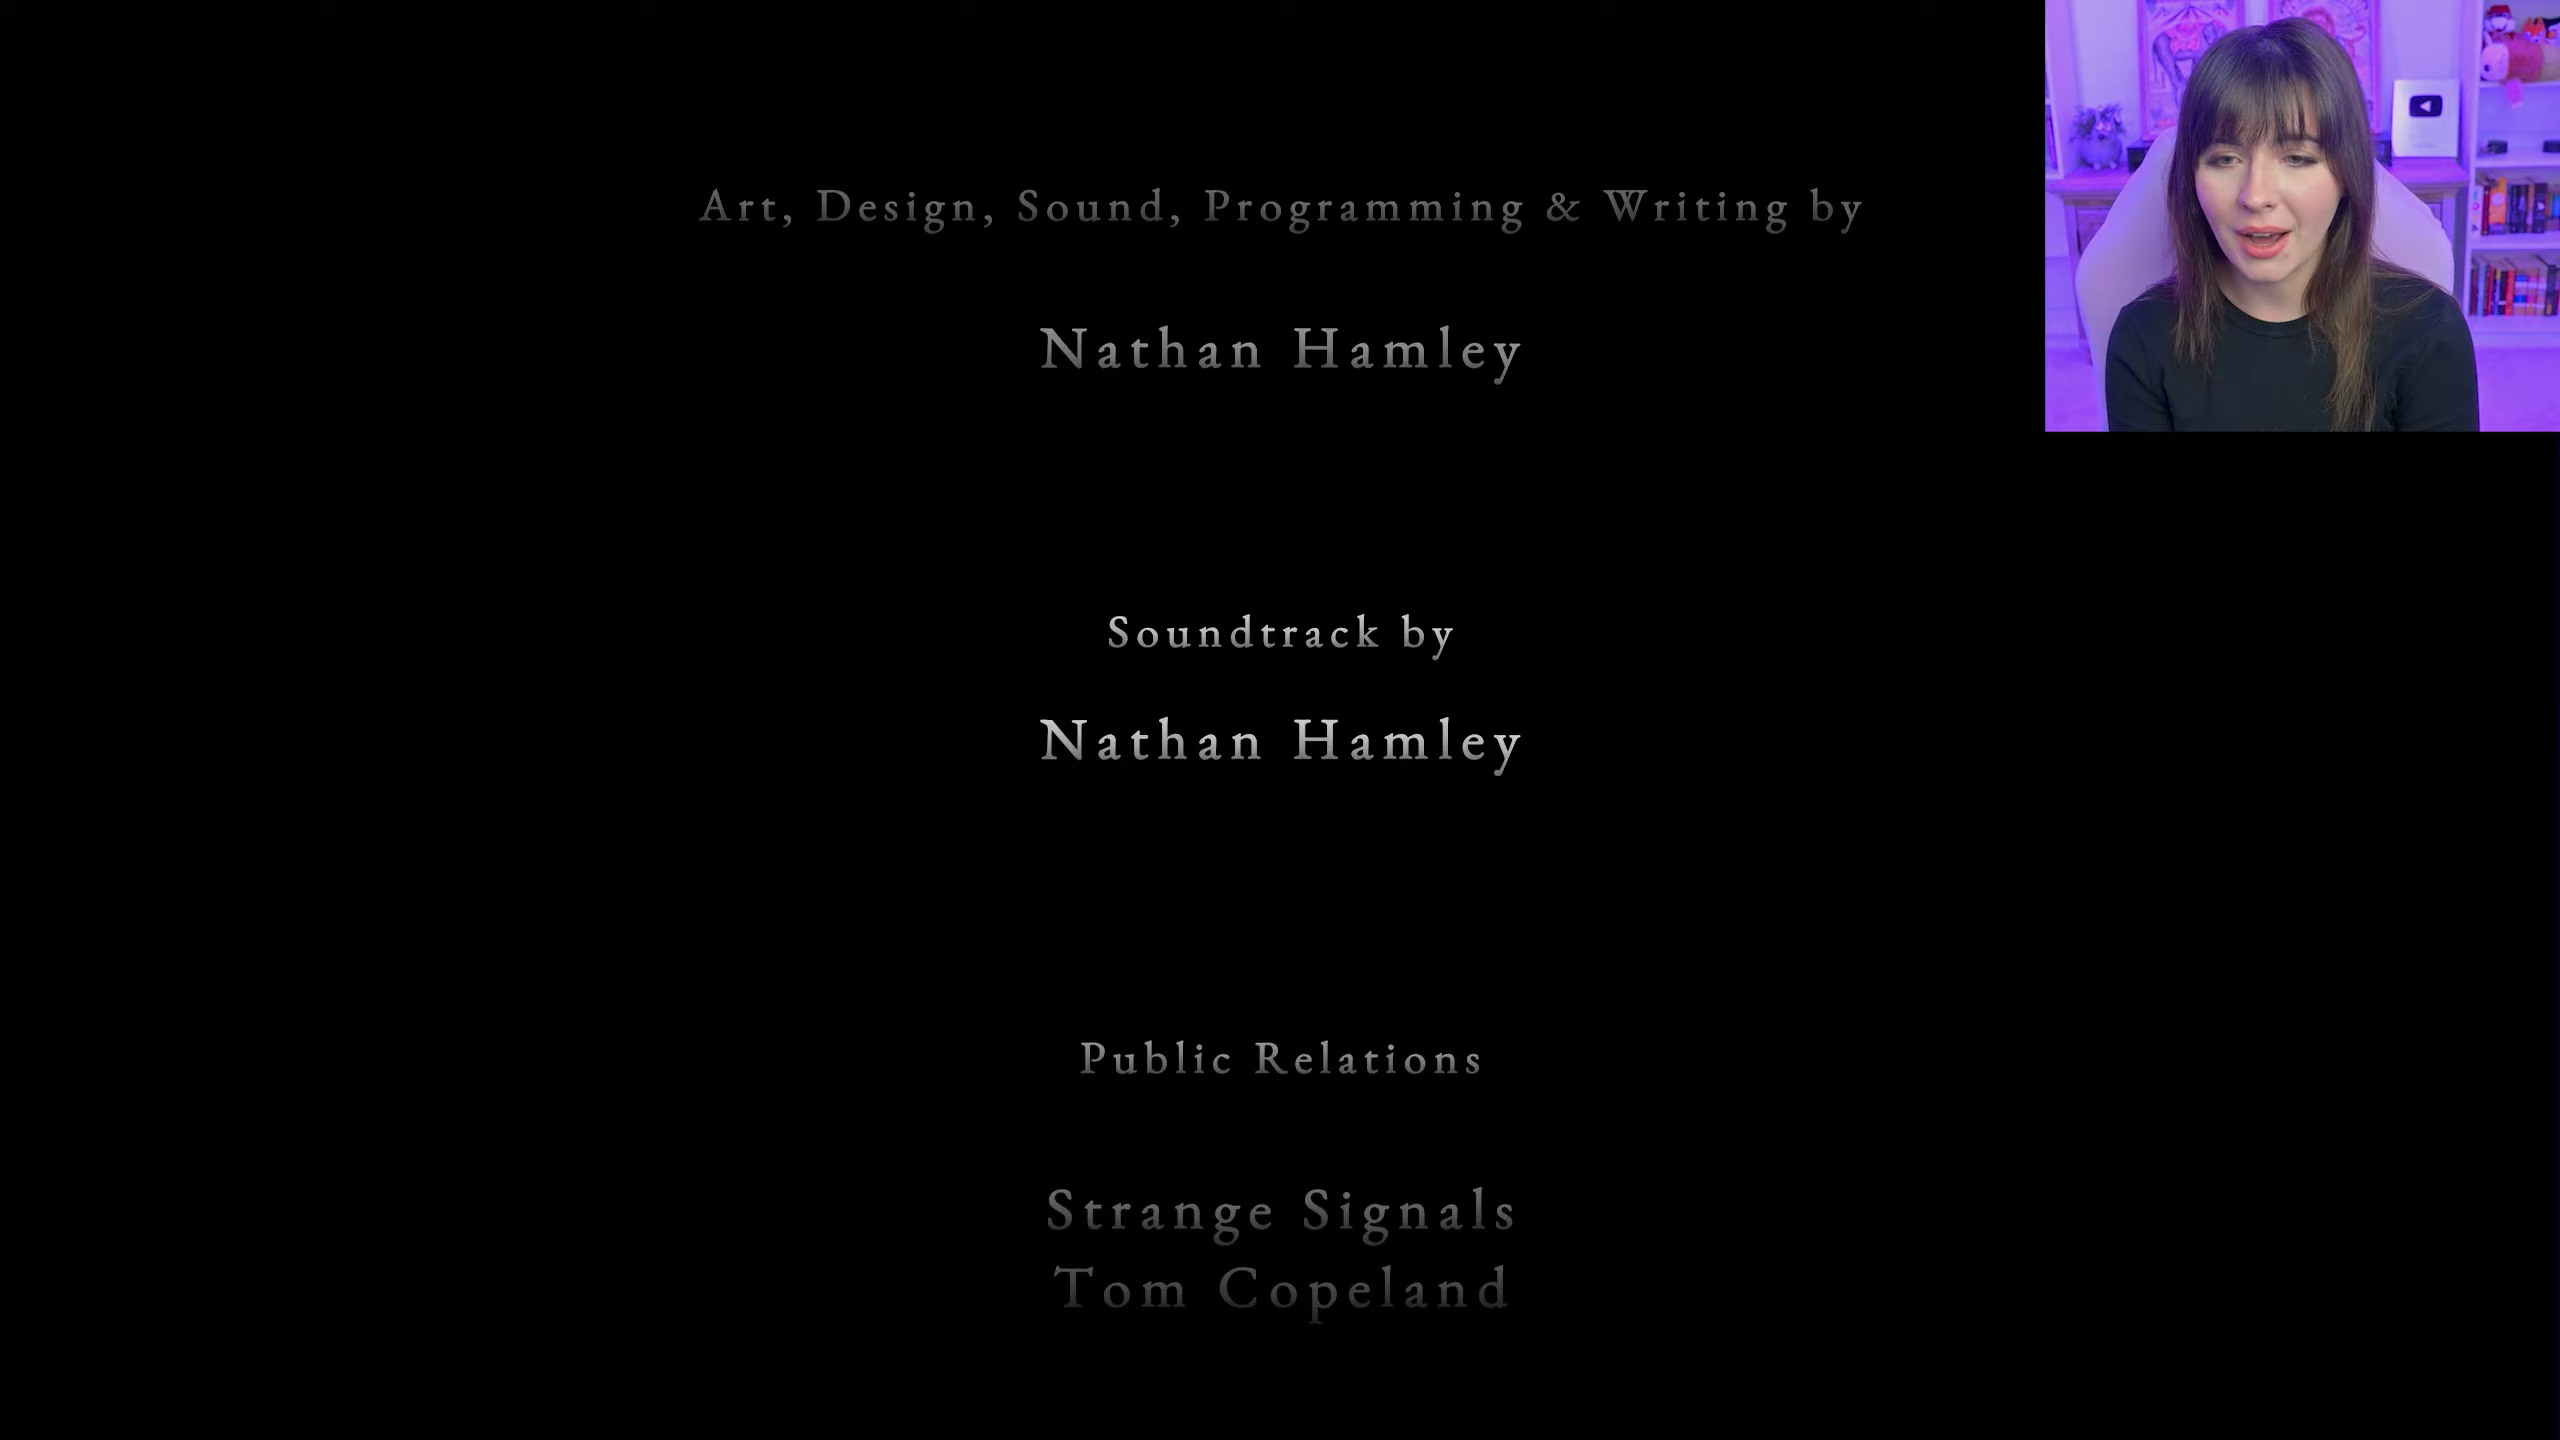 Art, Design, Sound, Programming & Writing by
Nathan Hamley
Soundtrack by
Nathan Hamley
Public Relations
Strange Signals
Tom Copeland